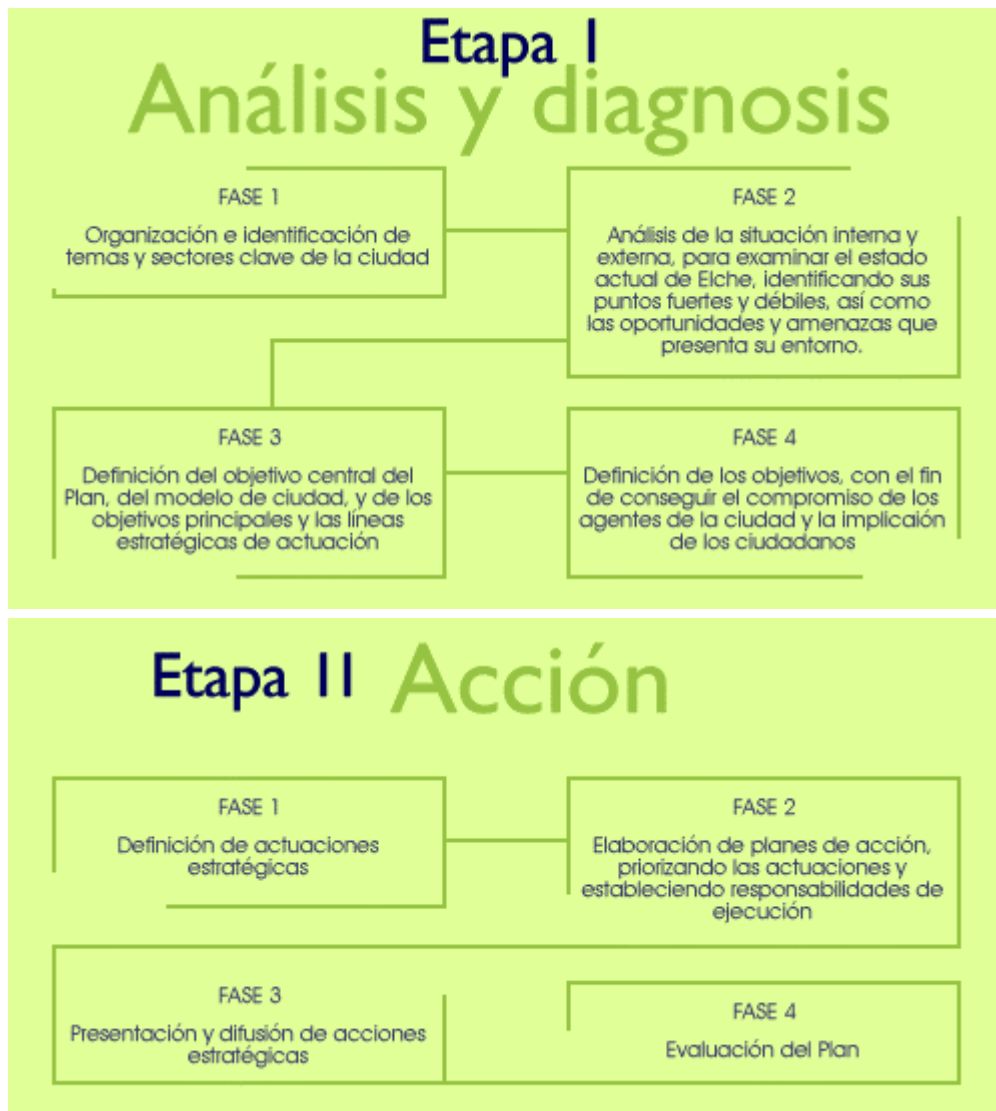 Etapa I
Análisis y diagnosis
FASE 1
Organización e identificación de
temas y sectores clave de la ciudad
FASE 2
Análisis de la situación interna y
externa, para examinar el estado
actual de Elche, identificando sus
puntos fuertes y débiles, así como
las oportunidades y amenazas que
presenta su entorno.
FASE 3
Definición del objetivo central del
Plan, del modelo de ciudad, y de los
objetivos principales y las líneas
estratégicas de actuación
FASE 4
Definición de los objetivos, con el fin
de conseguir el compromiso de los
agentes de la ciudad y la implicaión
de los ciudadanos
Etapa II Acción
FASE 1
Definición de actuaciones
estratégicas
FASE 2
Elaboración de planes de acción,
priorizando las actuaciones y
estableciendo responsabilidades de
ejecución
FASE 3
Presentación y difusión de acciones
estratégicas
FASE 4
Evaluación del Plan